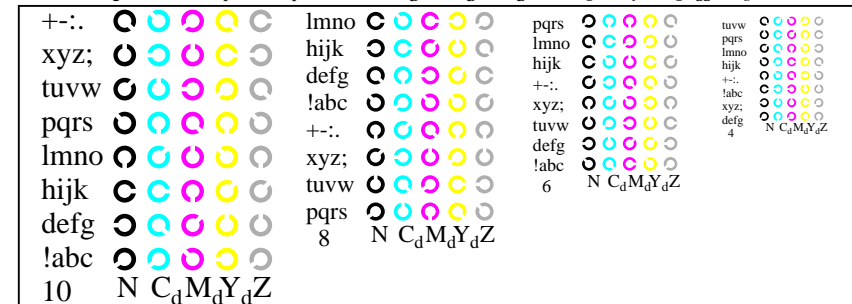 +-:.
xyz;
tuvw
pqrs
lmno
hijk
defg
!abc
10 N CdMdYdZ
lmno
hijk
defg
!abc
+-:.
xyz;
tuvw
pqrs
8 N CdMdYdZ
pqrs
lmno
hijk
+-:.
xyz;
tuvw
defg
!abc
6 N CdMdYdZ
tuvw
pqrs
lmno
hijk
+-:.
!abc
xyz;
defg
4 N CdMdYdZ